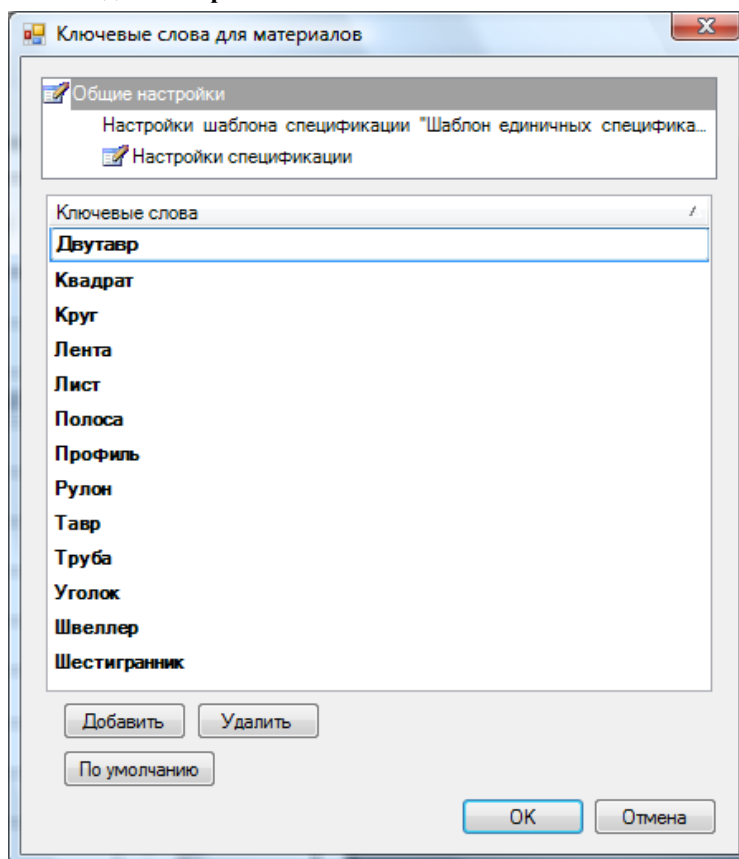 Ключевые слова для материалов
Общие настройки
Настройки шаблона спецификации "Шаблон единичных специфика...
Настройки спецификации
Ключевые слова
Двутавр
Квадрат
Круг
Лента
Лист
Полоса
Профиль
Рулон
Тавр
Труба
Уголок
Швеллер
Шестигранник
Добавить Удалить
По умолчанию
OK Отмена